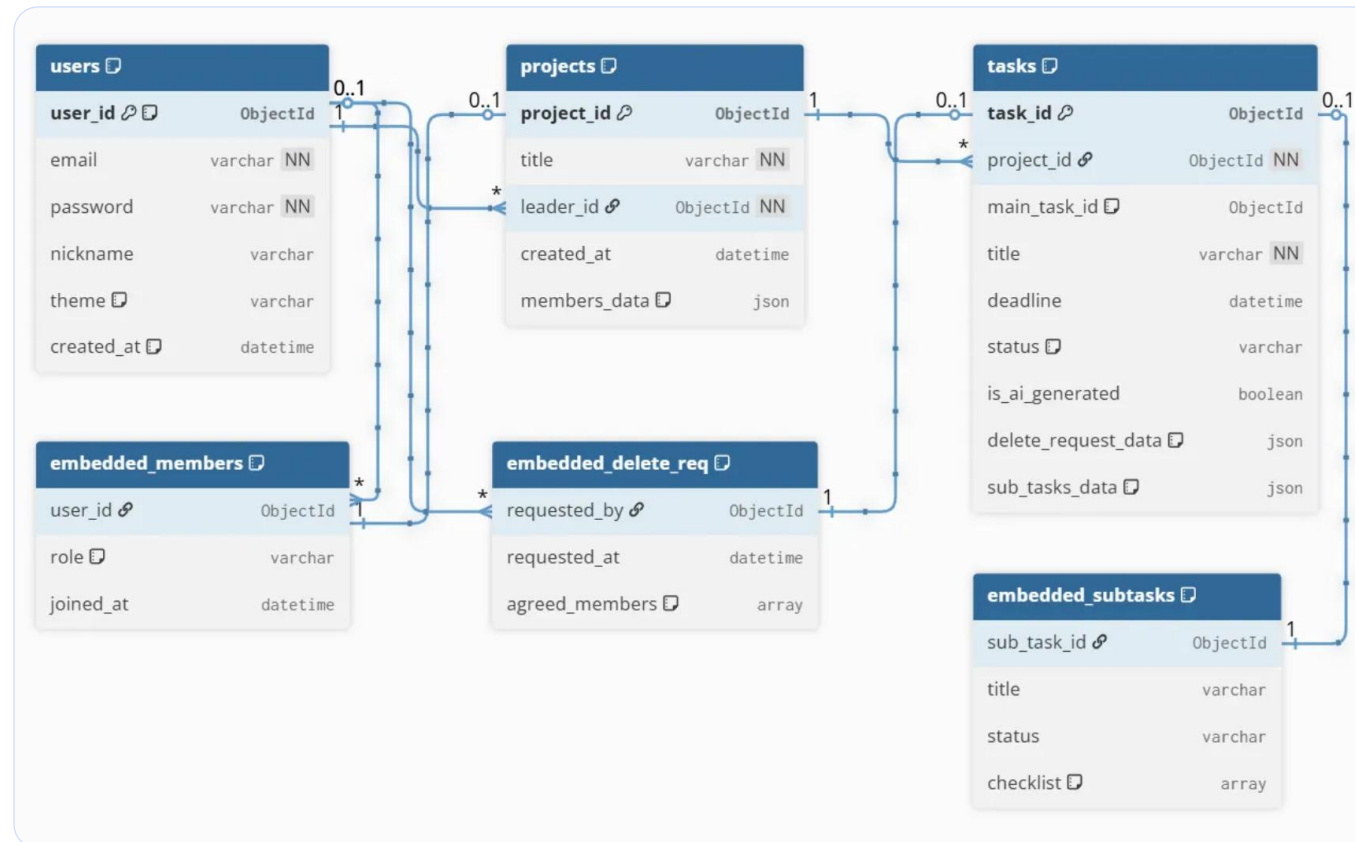 users
user_id ObjectId
email varchar NN
password varchar NN
nickname varchar
theme varchar
created_at datetime
0..1
1
projects
0..1
project_id ObjectId
1
title varchar NN
*
leader_id ObjectId NN
created_at datetime
members_data json
tasks
0..1
task_id ObjectId
0..1
*
project_id ObjectId NN
main_task_id ObjectId
title varchar NN
deadline datetime
status varchar
is_ai_generated boolean
delete_request_data json
sub_tasks_data json
embedded_members
*
user_id ObjectId
1
role varchar
joined_at datetime
embedded_delete_req
*
requested_by ObjectId
1
requested_at datetime
agreed_members array
embedded_subtasks
sub_task_id ObjectId
1
title varchar
status varchar
checklist array